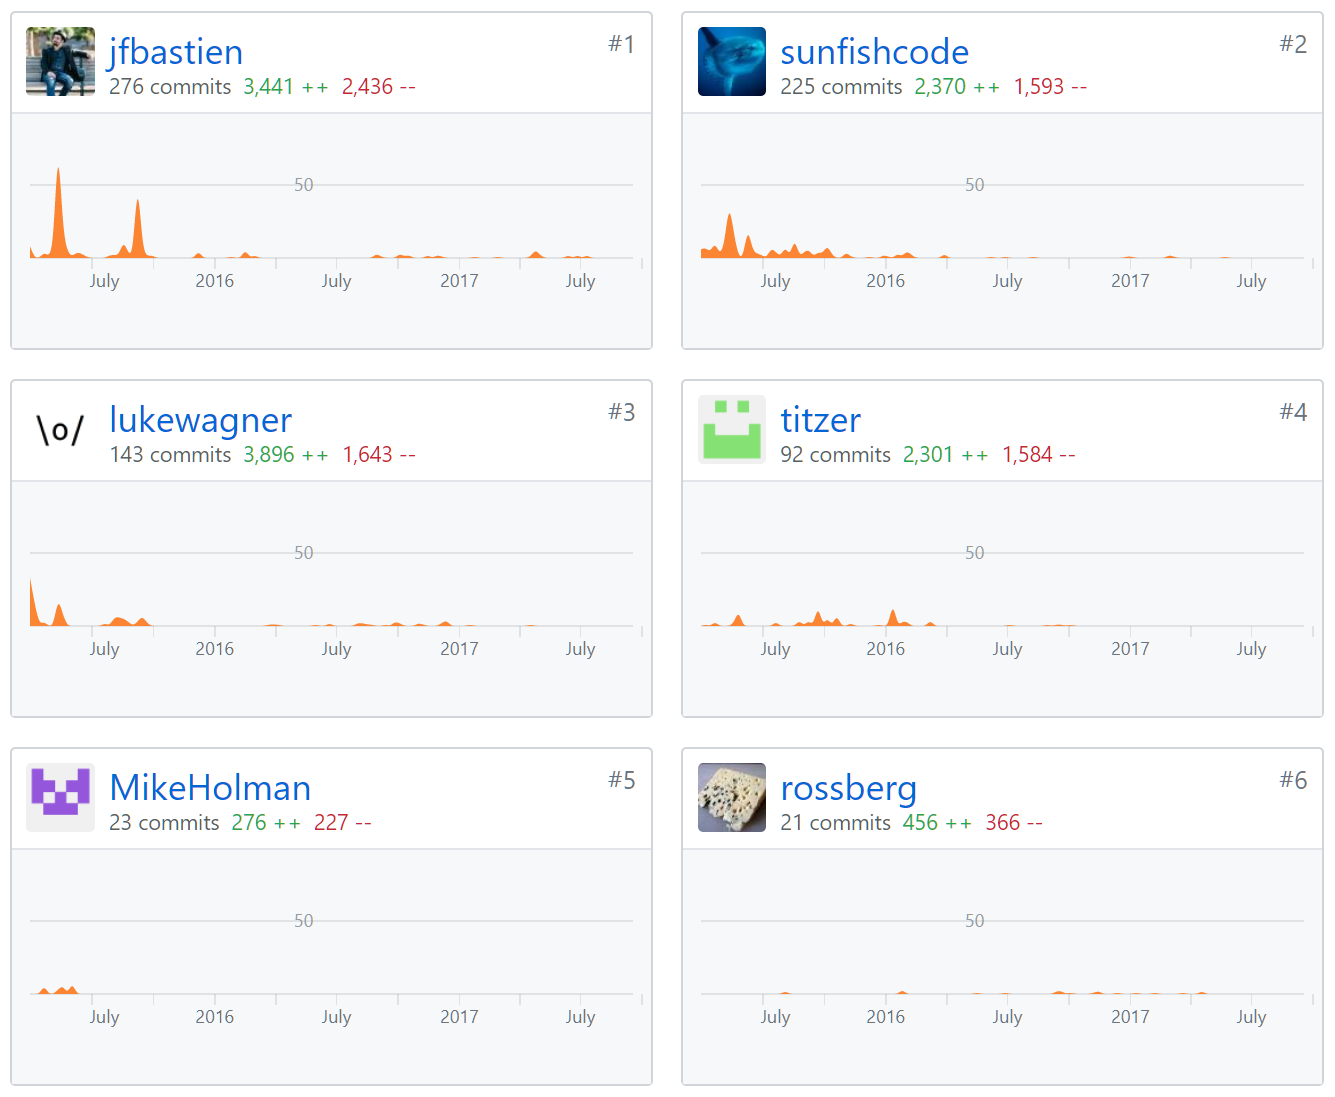 jfbastien #1
276 commits 3,441 ++ 2,436 --
50
July 2016 July 2017 July
sunfishcode #2
225 commits 2,370 ++ 1,593 --
50
July 2016 July 2017 July
\o/ lukewagner #3
143 commits 3,896 ++ 1,643 --
50
July 2016 July 2017 July
titzer #4
92 commits 2,301 ++ 1,584 --
50
July 2016 July 2017 July
MikeHolman #5
23 commits 276 ++ 227 --
50
July 2016 July 2017 July
rossberg #6
21 commits 456 ++ 366 --
50
July 2016 July 2017 July